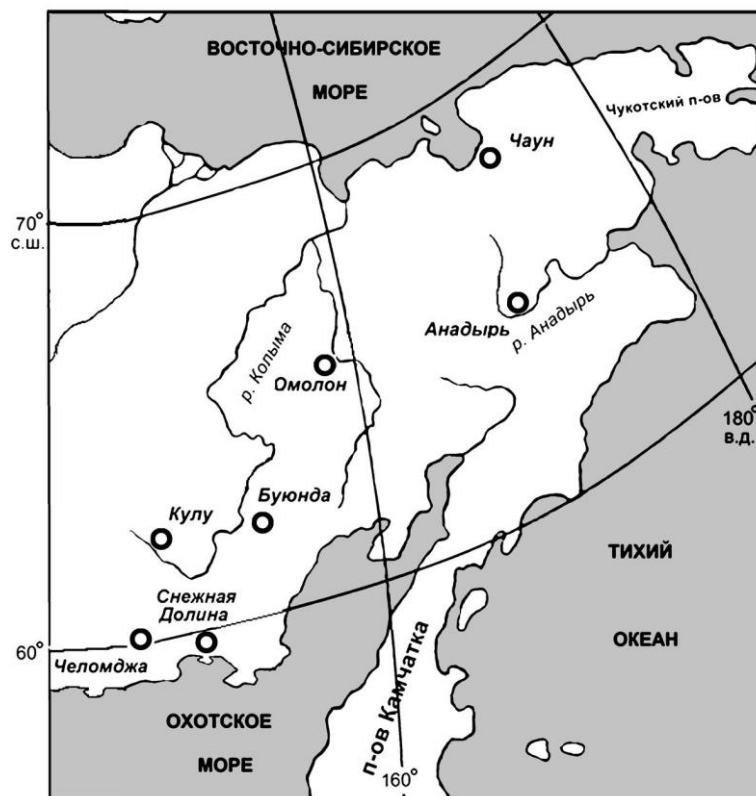 ВОСТОЧНО-СИБИРСКОЕ
МОРЕ
Чукотский п-ов
Чаун
70°
с.ш.
Анадырь
р. Анадырь
р. Колыма
Омолон
180°
в.д.
Буюнда
Кулу
ТИХИЙ
ОКЕАН
Снежная
Долина
60°
Челомджа
п-ов Камчатка
ОХОТСКОЕ
МОРЕ
160°